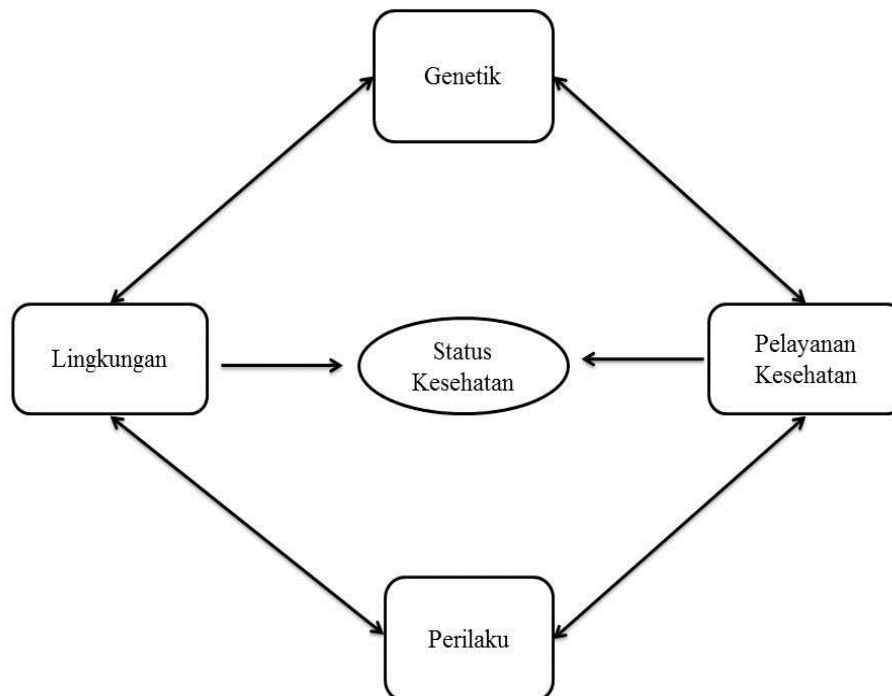 Genetik
Lingkungan
Status
Kesehatan
Pelayanan
Kesehatan
Perilaku